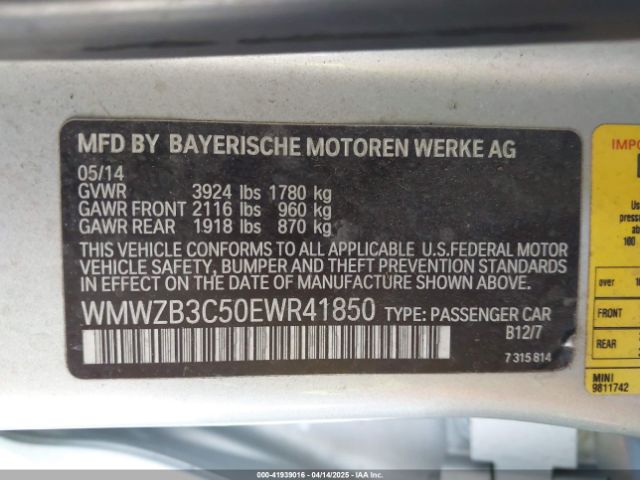 MFD BY BAYERISCHE MOTOREN WERKE AG
05/14
GVWR 3924 lbs 1780 kg
GAWR FRONT 2116 lbs 960 kg
GAWR REAR 1918 lbs 870 kg
THIS VEHICLE CONFORMS TO ALL APPLICABLE U.S.FEDERAL MOTOR
VEHICLE SAFETY, BUMPER, AND THEFT PREVENTION STANDARDS
IN EFFECT ON THE DATE OF MANUFACTURE SHOWN ABOVE.
WMWZB3C50EWR41850 TYPE: PASSENGER CAR
B12/7
7 315 814
over
FRONT
REAR
MINI
9811742
000-41939016 - 04/14/2025 - IAAI.COM